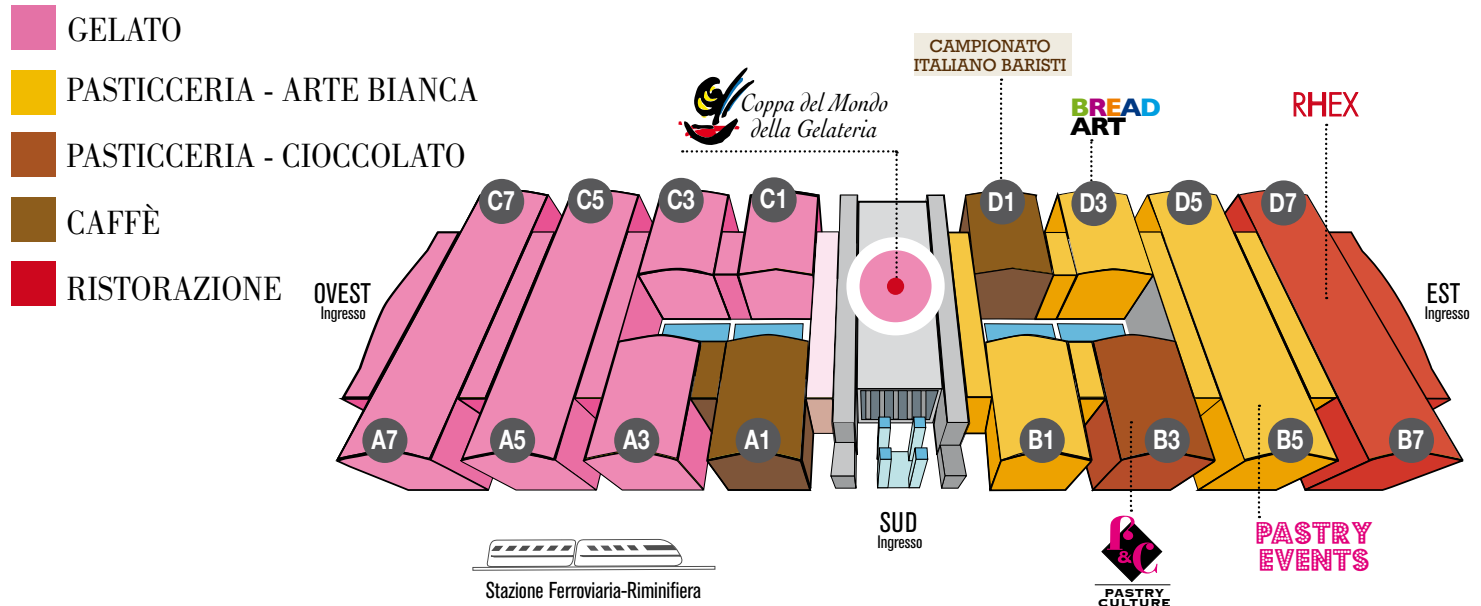 GELATO
PASTICCERIA - ARTE BIANCA
PASTICCERIA - CIOCCOLATO
CAFFÈ
RISTORAZIONE
CAMPIONATO
ITALIANO BARISTI
Coppa del Mondo
della Gelateria
BREAD
ART
RHEX
C7
C5
C3
C1
D1
D3
D5
D7
OVEST
Ingresso
EST
Ingresso
A7
A5
A3
A1
B1
B3
B5
B7
SUD
Ingresso
Stazione Ferroviaria-Riminifiera
P&C
PASTRY
CULTURE
PASTRY
EVENTS